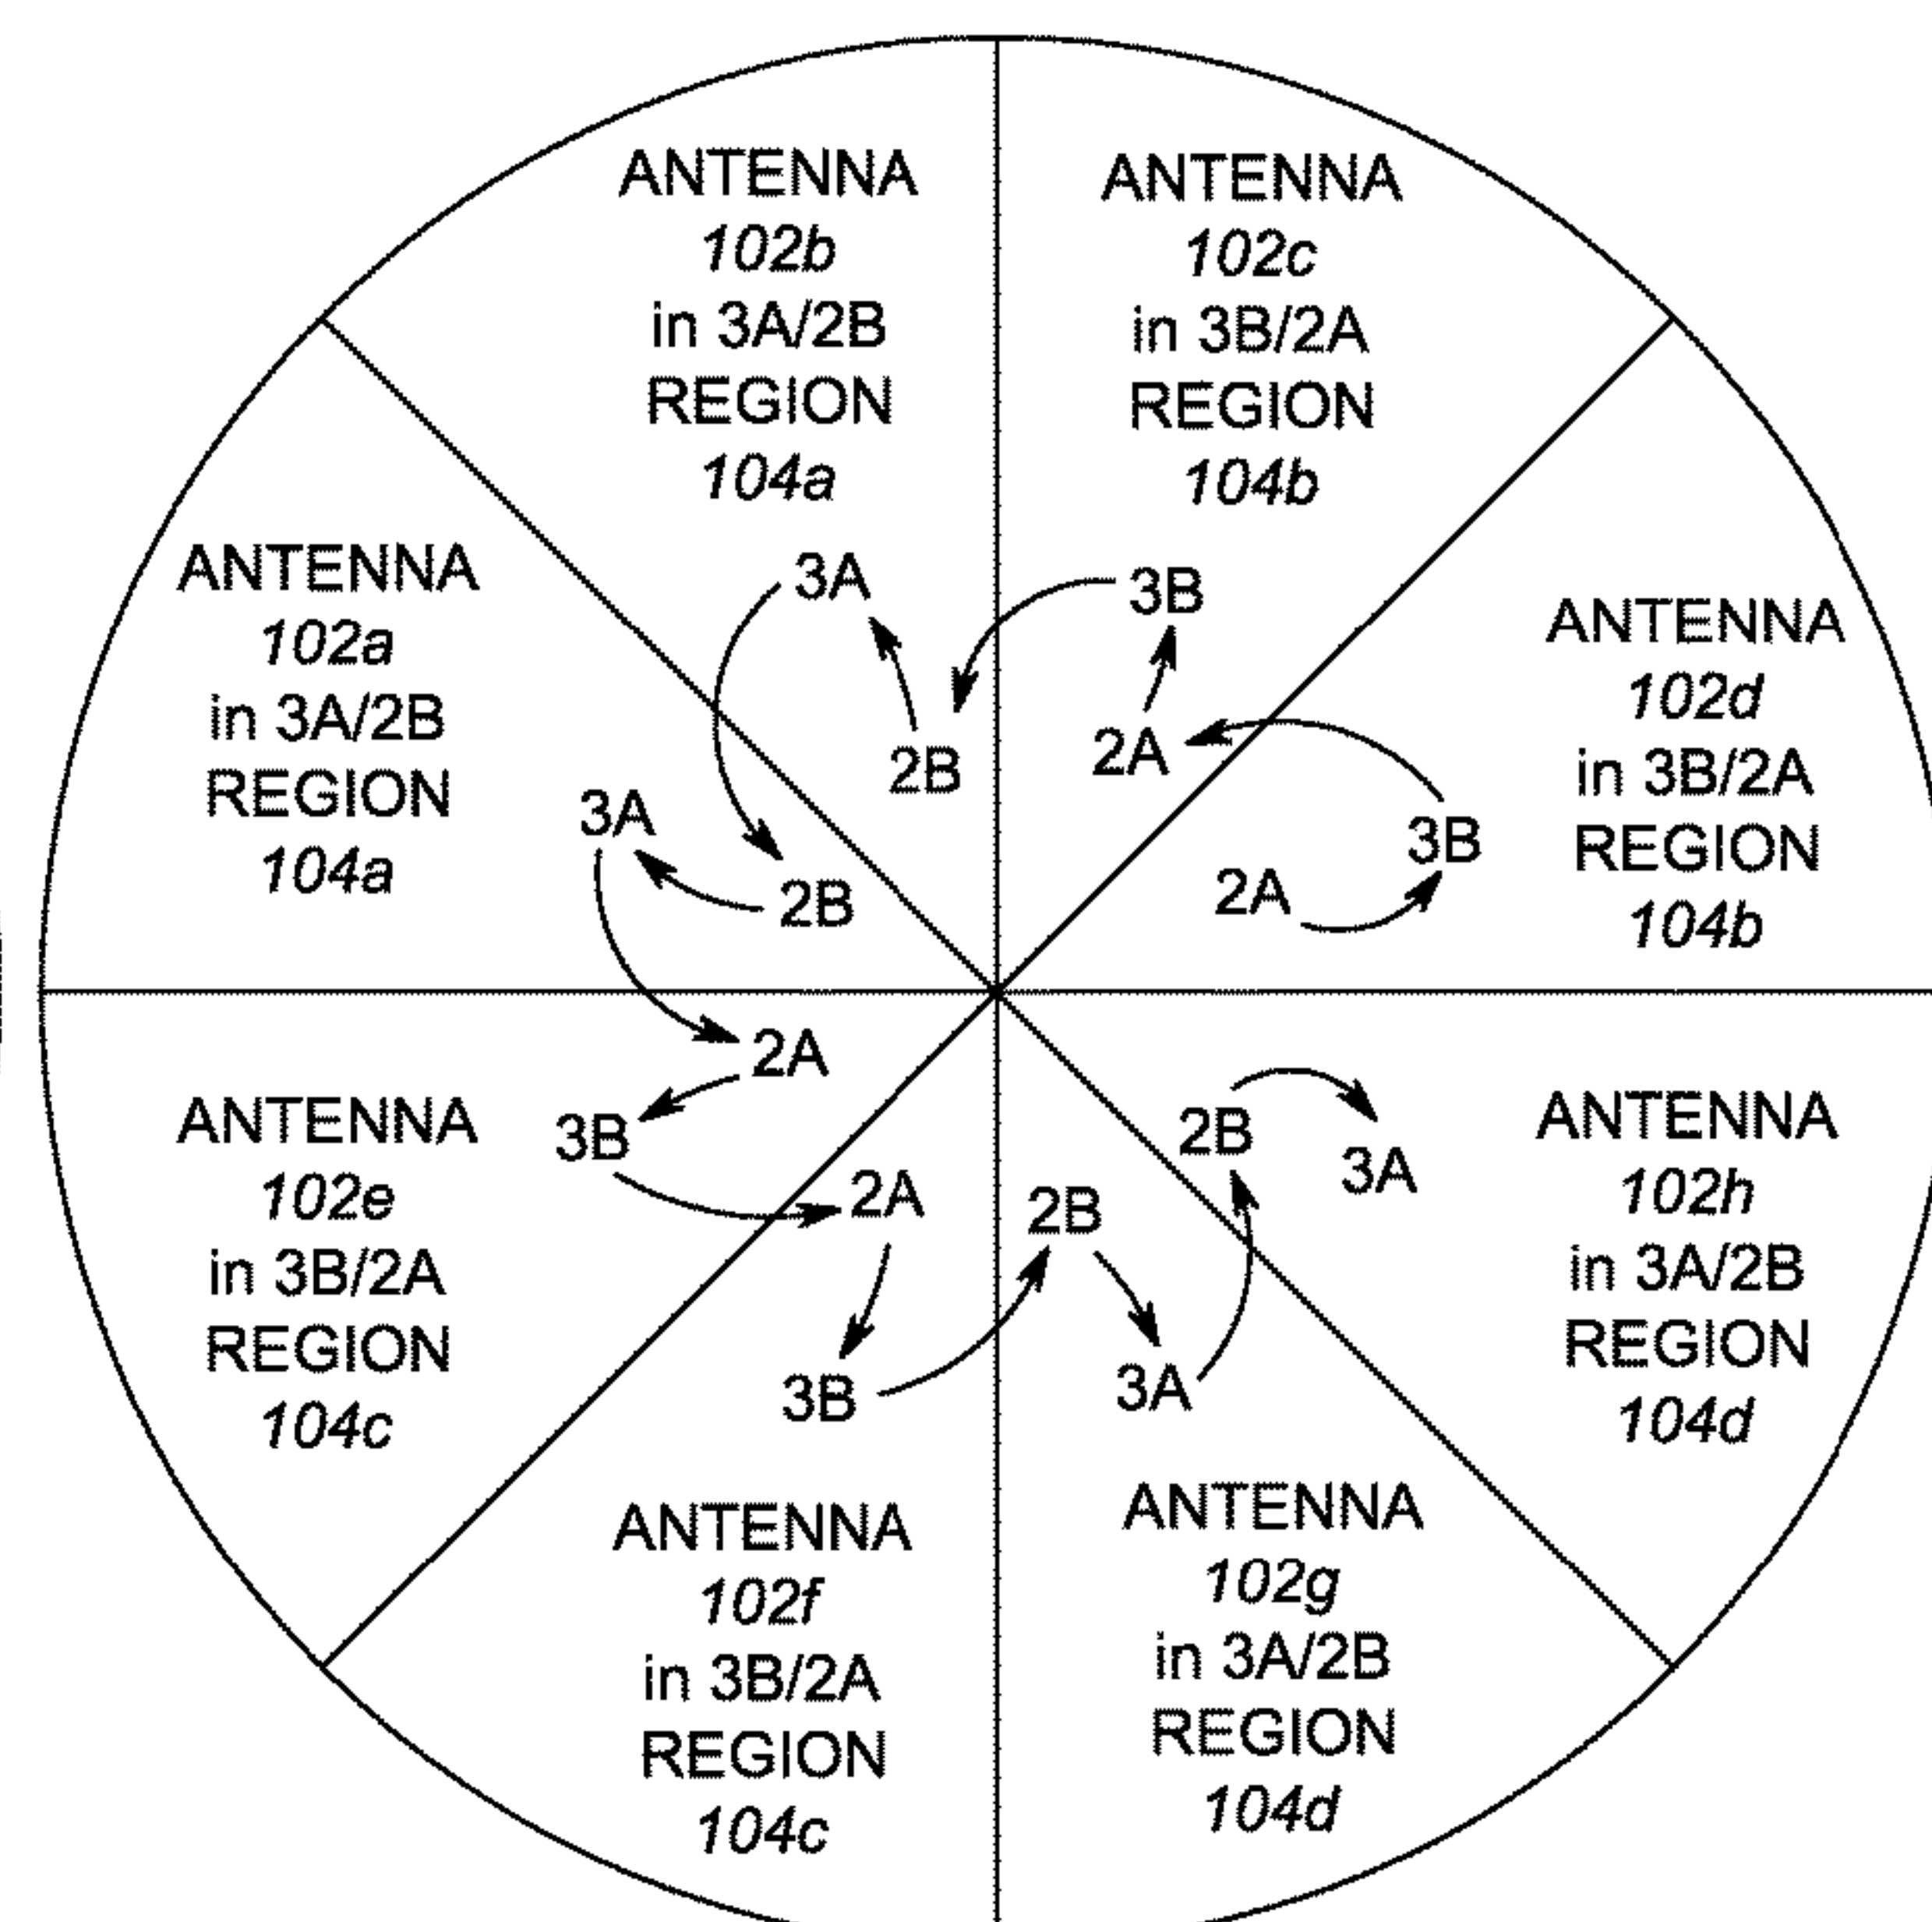 ANTENNA
102b
in 3A/2B
REGION
104a
ANTENNA
102c
in 3B/2A
REGION
104b
ANTENNA
102a
in 3A/2B
REGION
104a
3A
2B
3A
2B
3B
2A
3B
2A
ANTENNA
102d
in 3B/2A
REGION
104b
ANTENNA
102e
in 3B/2A
REGION
104c
2A
3B
2A
3B
2B
3A
2B
3A
ANTENNA
102h
in 3A/2B
REGION
104d
ANTENNA
102f
in 3B/2A
REGION
104c
ANTENNA
102g
in 3A/2B
REGION
104d